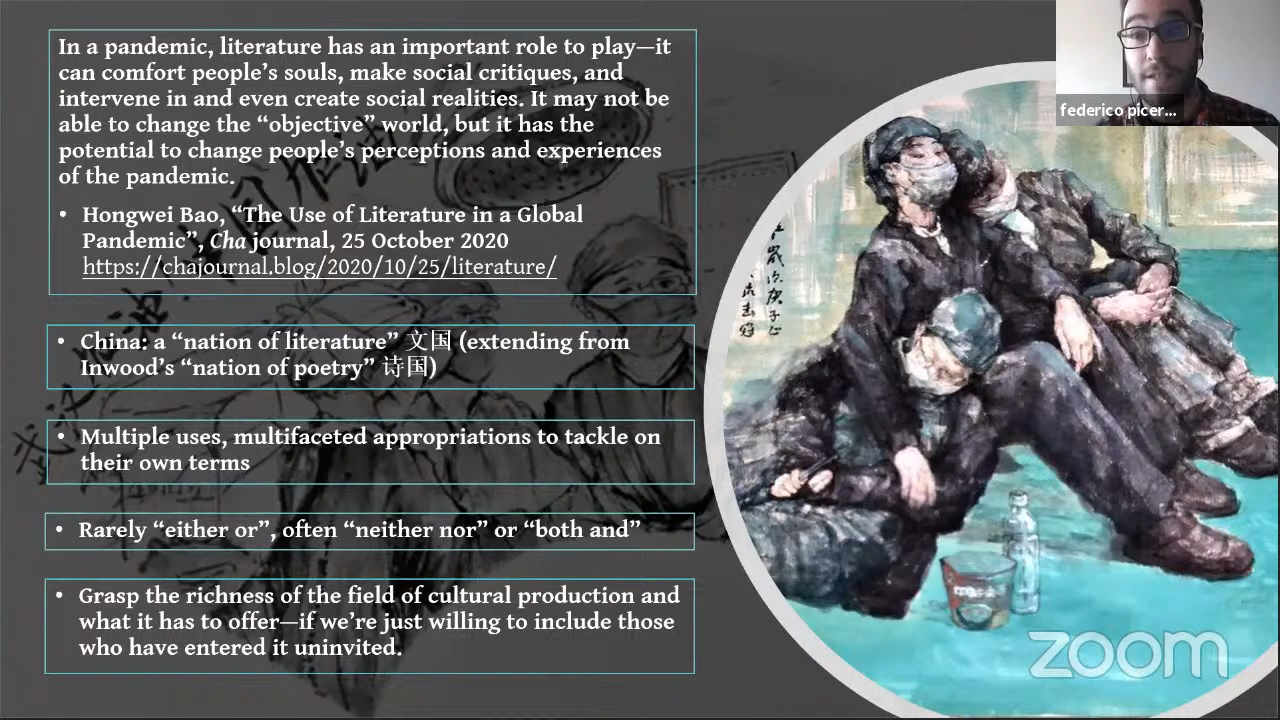 In a pandemic, literature has an important role to play—it
can comfort people’s souls, make social critiques, and
intervene in and even create social realities. It may not be
able to change the “objective” world, but it has the
potential to change people’s perceptions and experiences
of the pandemic.
• Hongwei Bao, “The Use of Literature in a Global
Pandemic”, Cha journal, 25 October 2020
https://chajournal.blog/2020/10/25/literature/
• China: a “nation of literature” 文国 (extending from
Inwood’s “nation of poetry” 诗国)
• Multiple uses, multifaceted appropriations to tackle on
their own terms
• Rarely “either or”, often “neither nor” or “both and”
• Grasp the richness of the field of cultural production and
what it has to offer—if we’re just willing to include those
who have entered it uninvited.
federico picer...
zoom